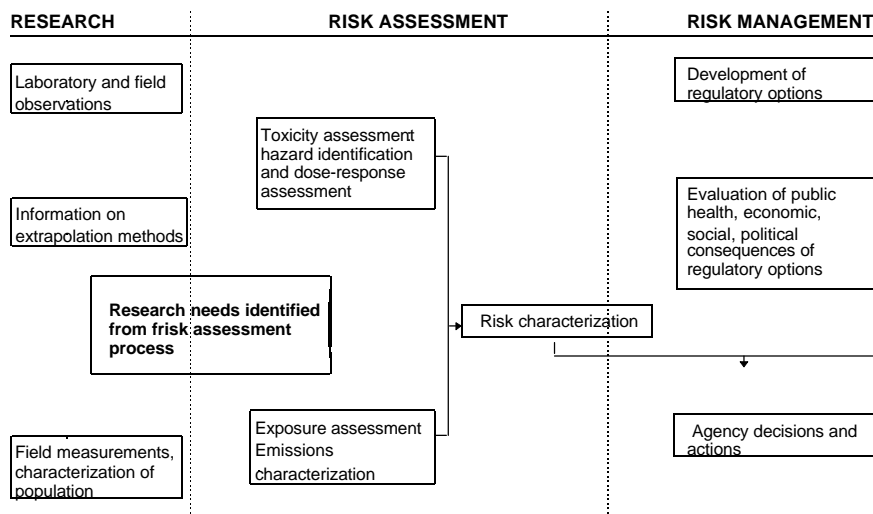 RESEARCH
RISK ASSESSMENT
RISK MANAGEMENT
Laboratory and field
observations
Information on
extrapolation methods
Research needs identified
from frisk assessment
process
Field measurements,
characterization of
population
Toxicity assessment
hazard identification
and dose-response
assessment
Exposure assessment
Emissions
characterization
Risk characterization
Development of
regulatory options
Evaluation of public
health, economic,
social, political
consequences of
regulatory options
Agency decisions and
actions